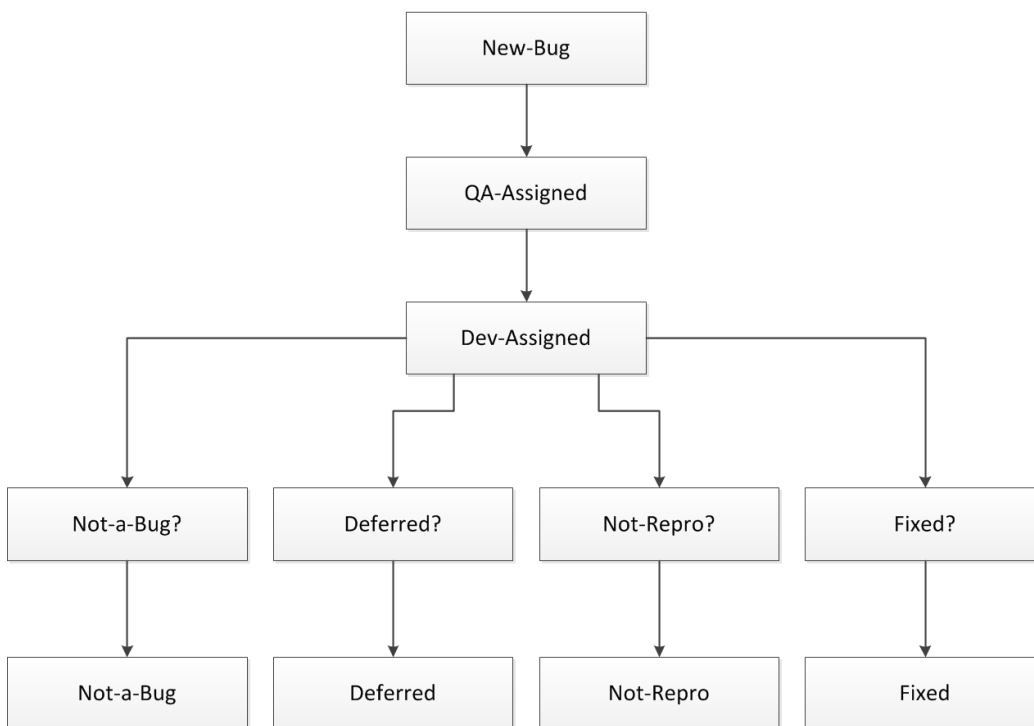 New-Bug
QA-Assigned
Dev-Assigned
Not-a-Bug?
Deferred?
Not-Repro?
Fixed?
Not-a-Bug
Deferred
Not-Repro
Fixed